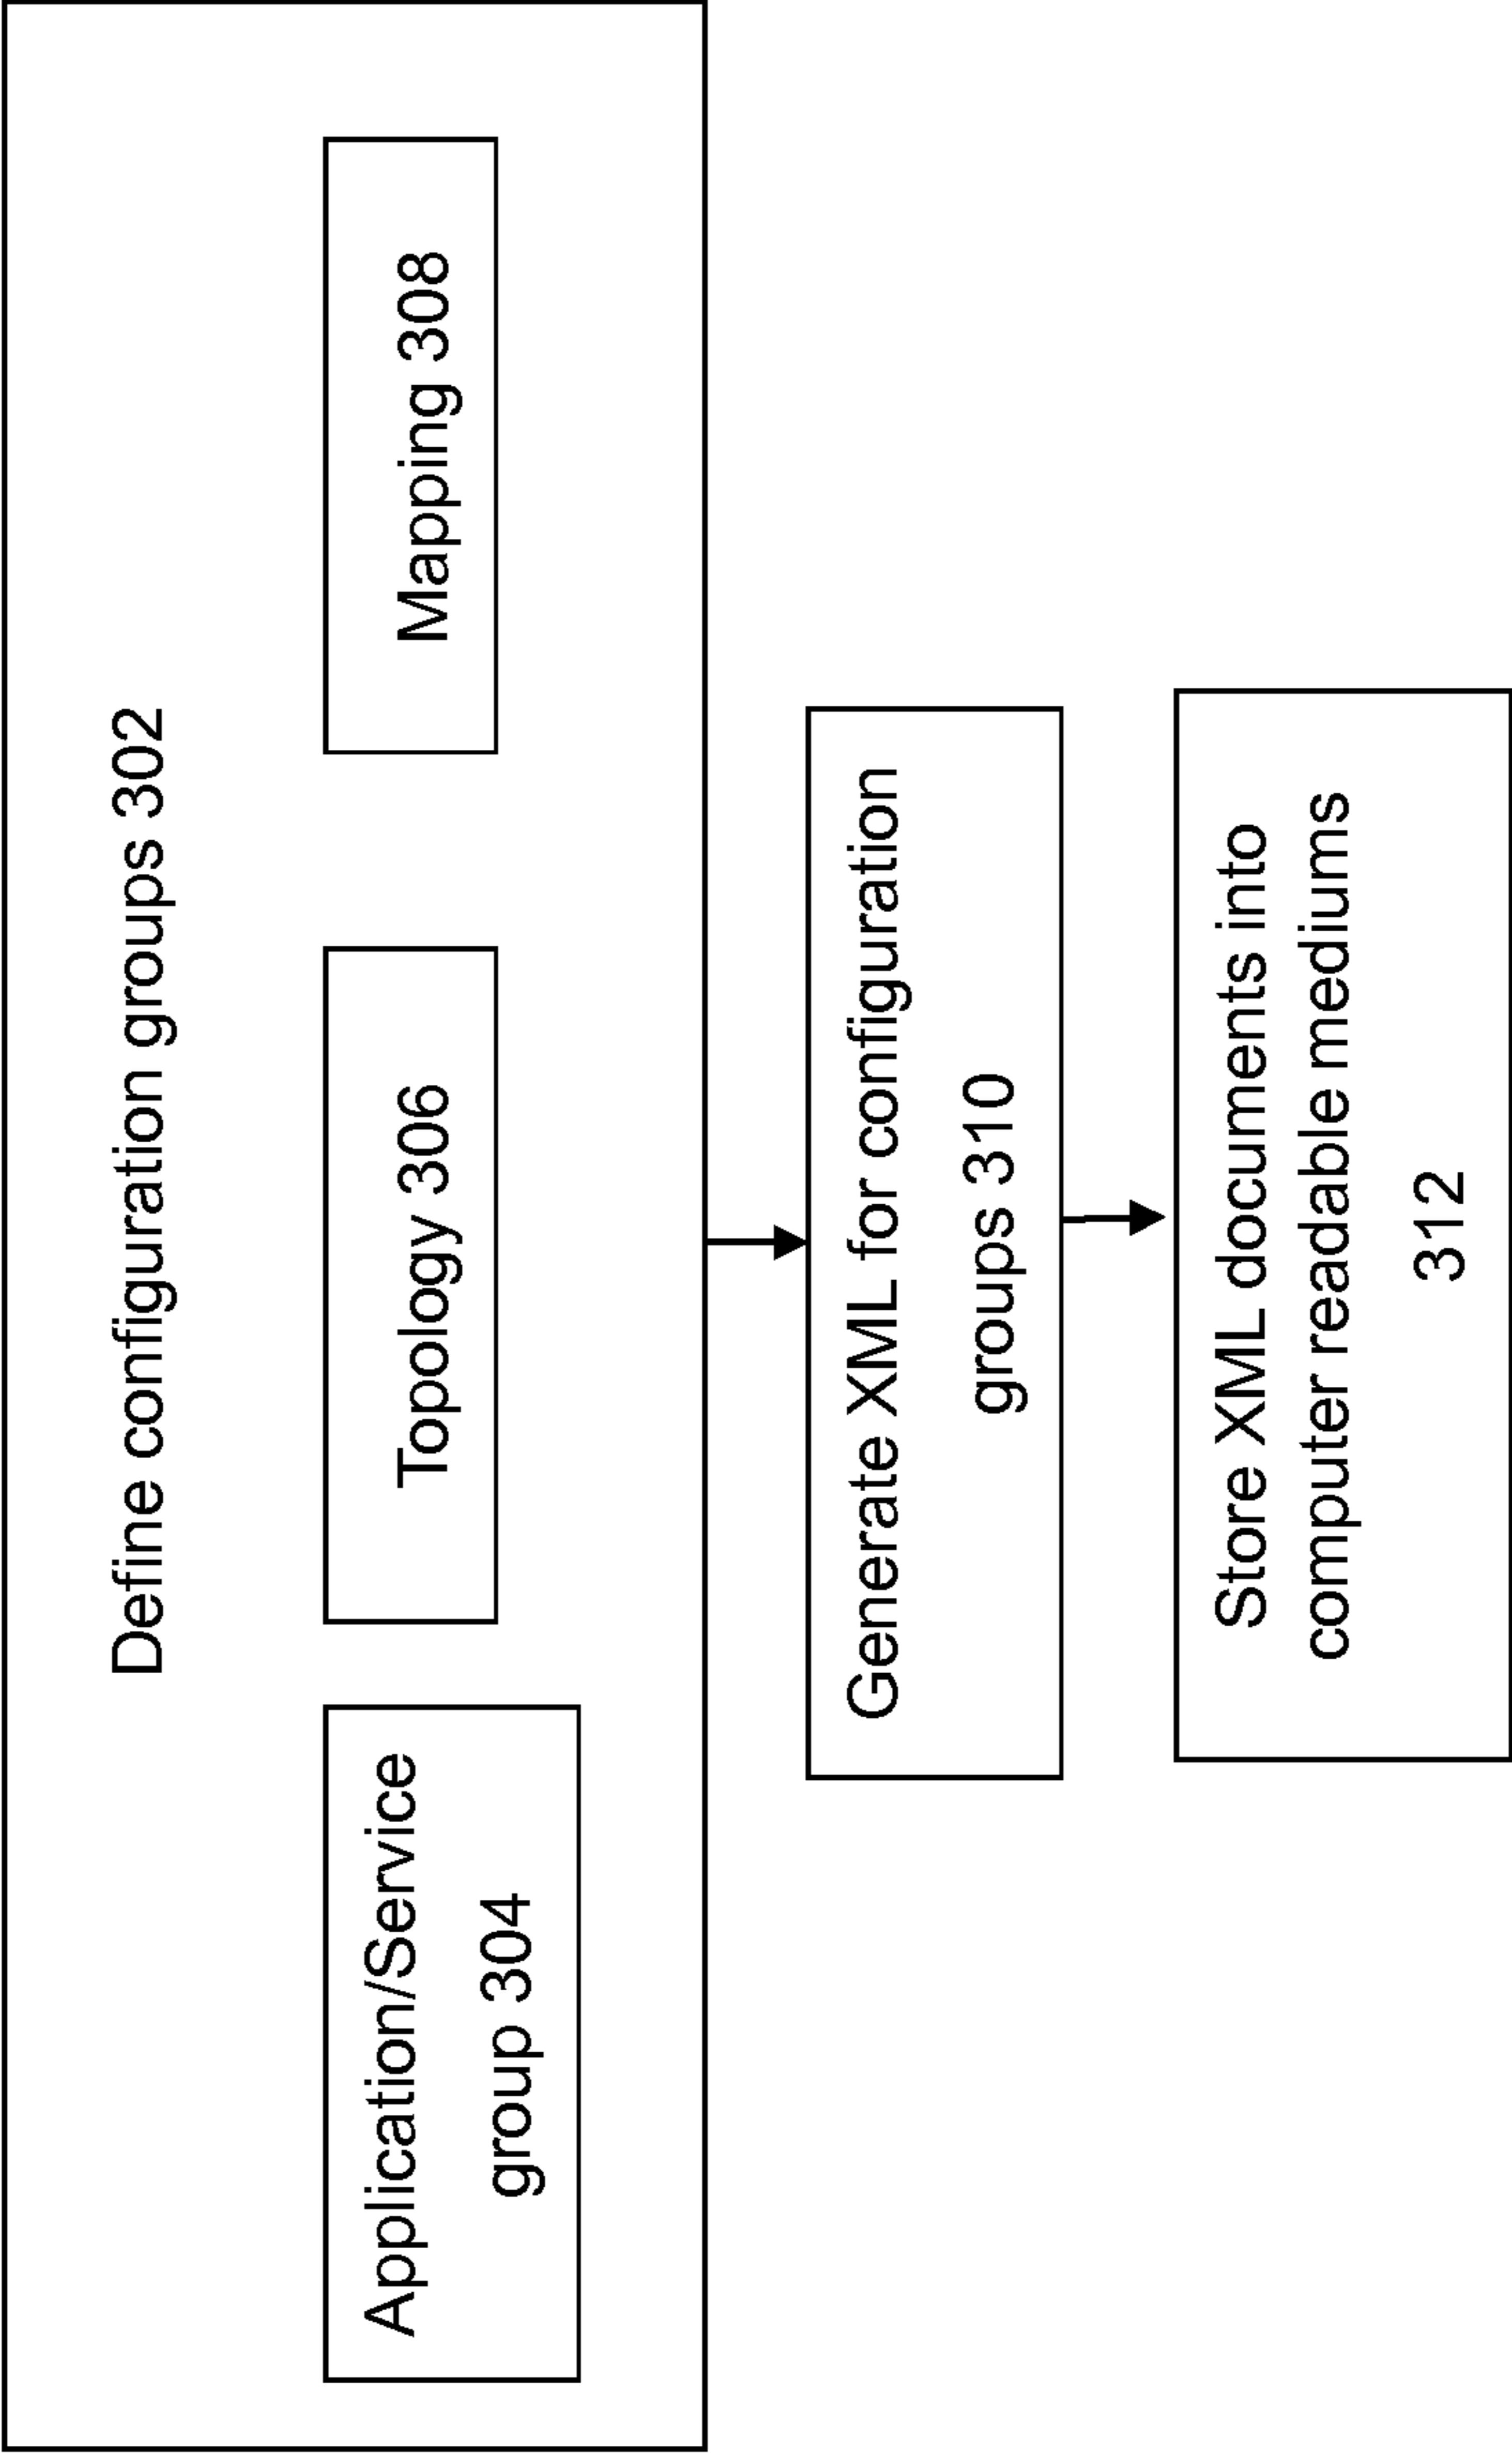 Define configuration groups 302
Application/Service
group 304
Topology 306
Mapping 308
Generate XML for configuration
groups 310
Store XML documents into
computer readable mediums
312